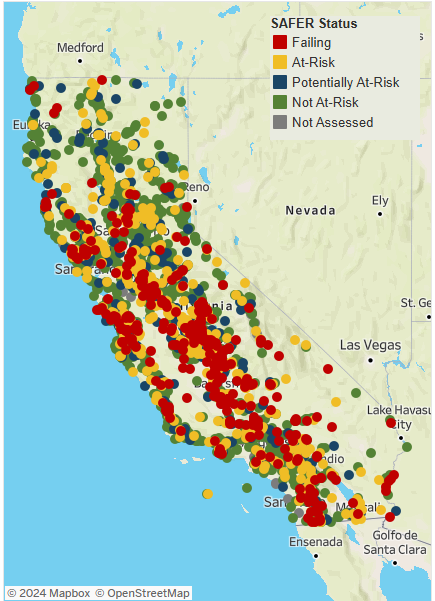 SAFER Status
Failing
At-Risk
Potentially At-Risk
Not At-Risk
Not Assessed
Medford
Reno
Nevada
Ely
St. Ge
Las Vegas
Lake Havasu
City
Ensenada
Golfo de
Santa Clara
© 2024 Mapbox © OpenStreetMap